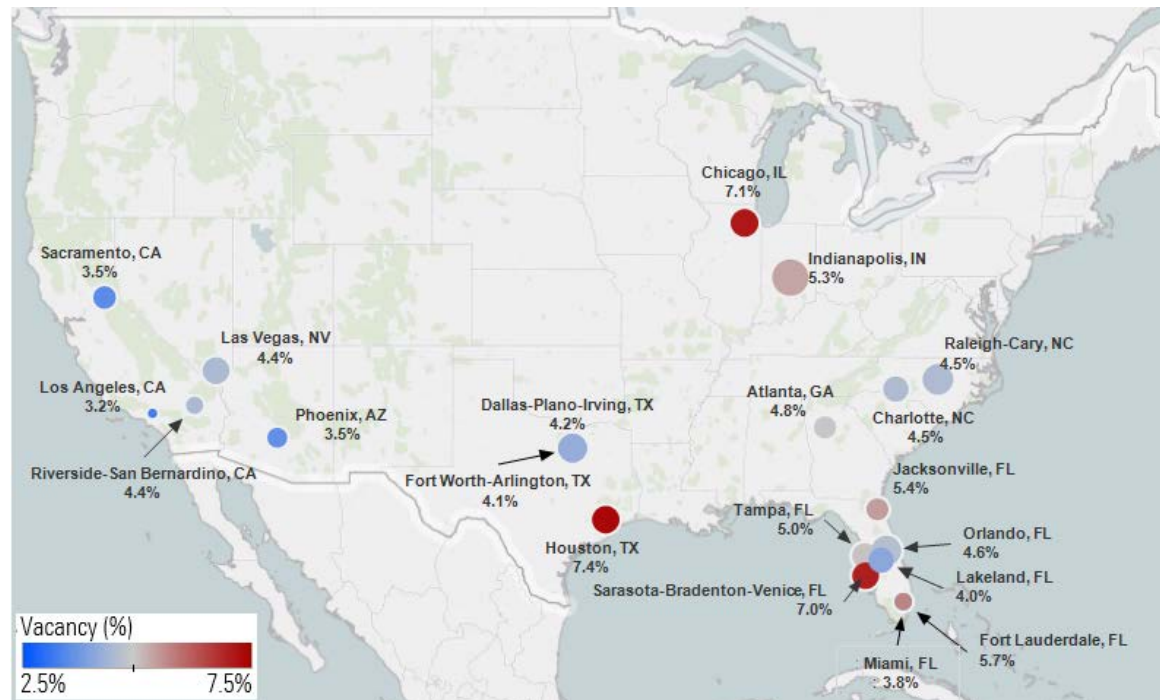 Chicago, IL
7.1%
Indianapolis, IN
5.3%
Sacramento, CA
3.5%
Las Vegas, NV
4.4%
Los Angeles, CA
3.2%
Riverside-San Bernardino, CA
4.4%
Phoenix, AZ
3.5%
Dallas-Plano-Irving, TX
4.2%
Fort Worth-Arlington, TX
4.1%
Houston, TX
7.4%
Raleigh-Cary, NC
4.5%
Atlanta, GA
4.8%
Charlotte, NC
4.5%
Jacksonville, FL
5.4%
Tampa, FL
5.0%
Orlando, FL
4.6%
Lakeland, FL
4.0%
Sarasota-Bradenton-Venice, FL
7.0%
Fort Lauderdale, FL
5.7%
Miami, FL
3.8%
Vacancy (%)
2.5% 7.5%